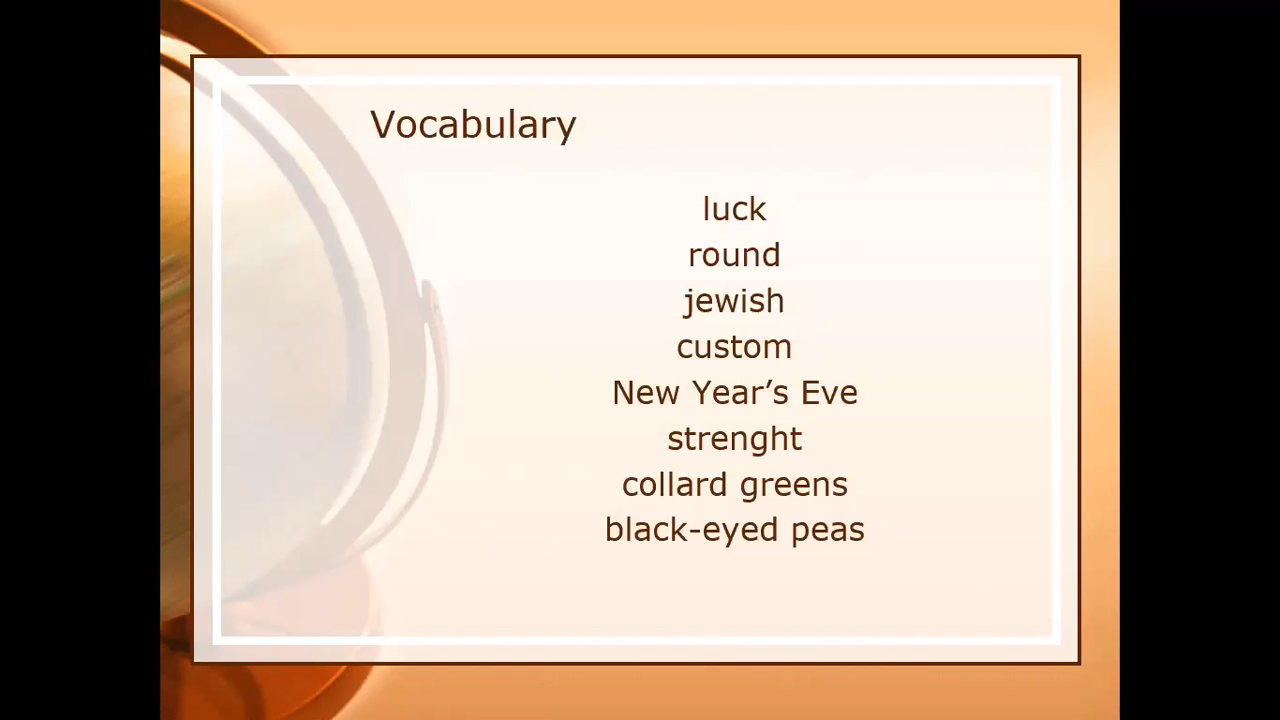 Vocabulary
luck
round
jewish
custom
New Year’s Eve
strenght
collard greens
black-eyed peas